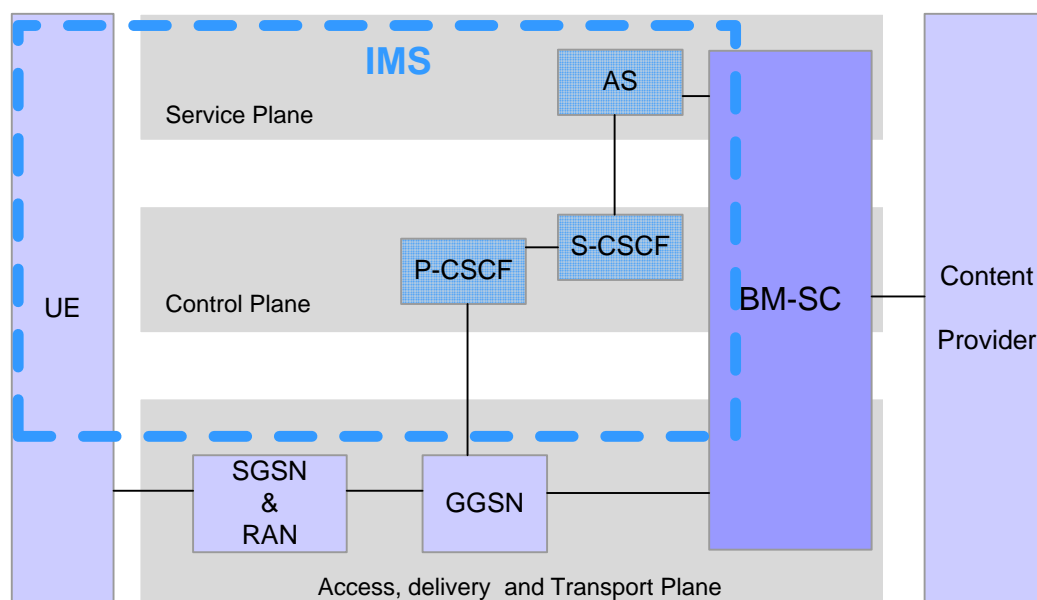 IMS
AS
Service Plane
S-CSCF
P-CSCF
Control Plane
UE
BM-SC
Content
Provider
SGSN
&
RAN
GGSN
Access, delivery and Transport Plane